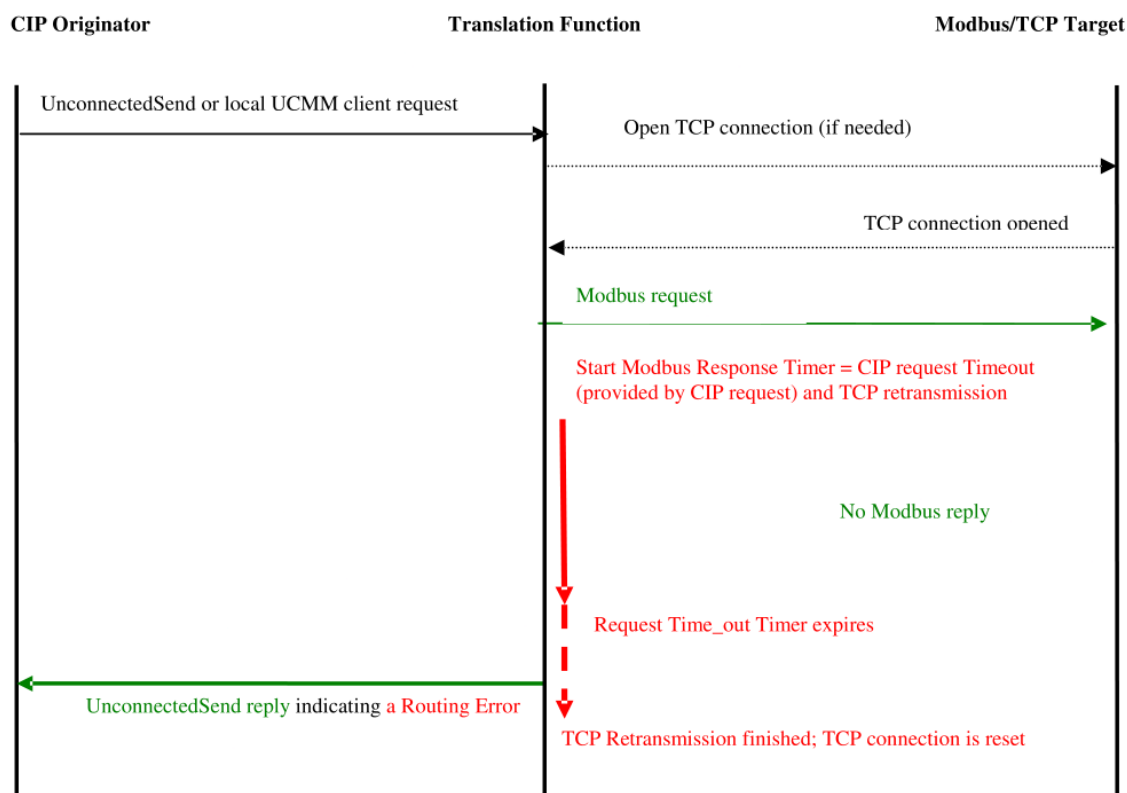 CIP Originator
Translation Function
Modbus/TCP Target
UnconnectedSend or local UCMM client request
Open TCP connection (if needed)
TCP connection opened
Modbus request
Start Modbus Response Timer = CIP request Timeout
(provided by CIP request) and TCP retransmission
No Modbus reply
Request Time_out Timer expires
UnconnectedSend reply indicating a Routing Error
TCP Retransmission finished; TCP connection is reset